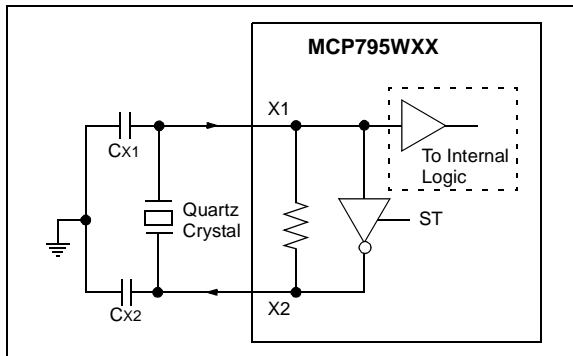 MCP795WXX
X1
CX1
To Internal
Logic
Quartz
Crystal
ST
X2
CX2